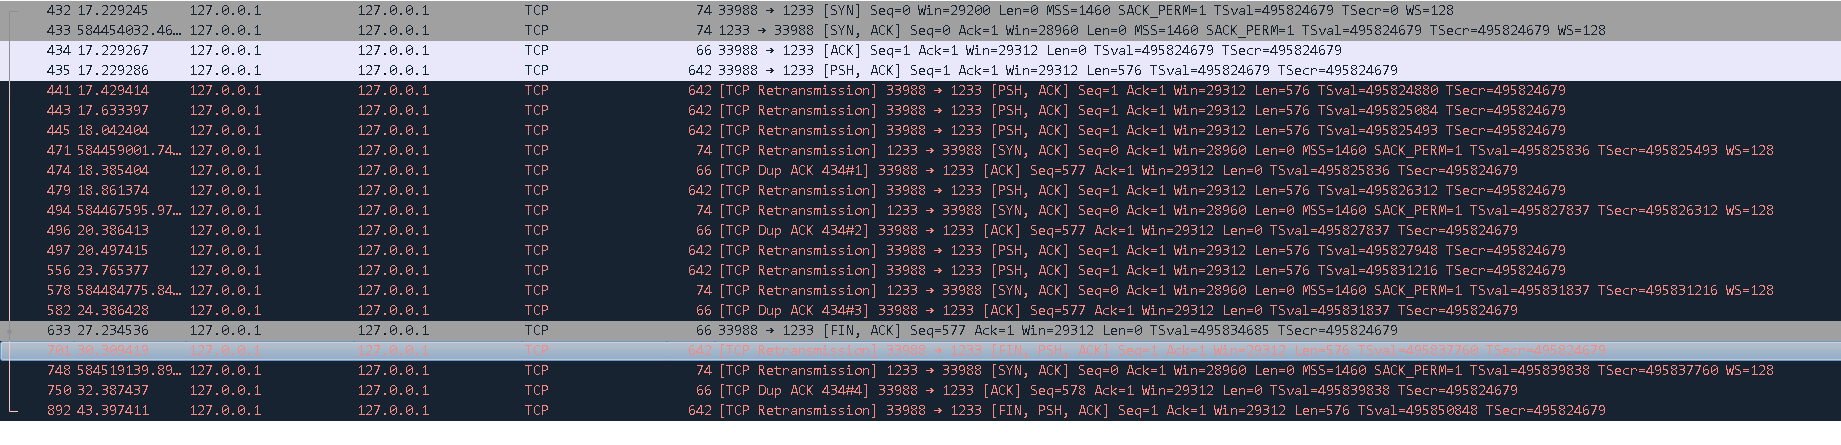 432 17.229245 127.0.0.1 127.0.0.1 TCP 74 33988 → 1233 [SYN] Seq=0 Win=29200 Len=0 MSS=1460 SACK_PERM=1 TSval=495824679 TSecr=0 WS=128
433 584454032.46… 127.0.0.1 127.0.0.1 TCP 74 1233 → 33988 [SYN, ACK] Seq=0 Ack=1 Win=28960 Len=0 MSS=1460 SACK_PERM=1 TSval=495824679 TSecr=495824679 WS=128
434 17.229267 127.0.0.1 127.0.0.1 TCP 66 33988 → 1233 [ACK] Seq=1 Ack=1 Win=29312 Len=0 TSval=495824679 TSecr=495824679
435 17.229286 127.0.0.1 127.0.0.1 TCP 642 33988 → 1233 [PSH, ACK] Seq=1 Ack=1 Win=29312 Len=576 TSval=495824679 TSecr=495824679
441 17.429414 127.0.0.1 127.0.0.1 TCP 642 [TCP Retransmission] 33988 → 1233 [PSH, ACK] Seq=1 Ack=1 Win=29312 Len=576 TSval=495824880 TSecr=495824679
443 17.633397 127.0.0.1 127.0.0.1 TCP 642 [TCP Retransmission] 33988 → 1233 [PSH, ACK] Seq=1 Ack=1 Win=29312 Len=576 TSval=495825084 TSecr=495824679
445 18.042404 127.0.0.1 127.0.0.1 TCP 642 [TCP Retransmission] 33988 → 1233 [PSH, ACK] Seq=1 Ack=1 Win=29312 Len=576 TSval=495825493 TSecr=495824679
471 584459001.74… 127.0.0.1 127.0.0.1 TCP 74 [TCP Retransmission] 1233 → 33988 [SYN, ACK] Seq=0 Ack=1 Win=28960 Len=0 MSS=1460 SACK_PERM=1 TSval=495825836 TSecr=495825493 WS=128
474 18.385404 127.0.0.1 127.0.0.1 TCP 66 [TCP Dup ACK 434#1] 33988 → 1233 [ACK] Seq=577 Ack=1 Win=29312 Len=0 TSval=495825836 TSecr=495824679
479 18.861374 127.0.0.1 127.0.0.1 TCP 642 [TCP Retransmission] 33988 → 1233 [PSH, ACK] Seq=1 Ack=1 Win=29312 Len=576 TSval=495826312 TSecr=495824679
494 584467595.97… 127.0.0.1 127.0.0.1 TCP 74 [TCP Retransmission] 1233 → 33988 [SYN, ACK] Seq=0 Ack=1 Win=28960 Len=0 MSS=1460 SACK_PERM=1 TSval=495827837 TSecr=495826312 WS=128
496 20.386413 127.0.0.1 127.0.0.1 TCP 66 [TCP Dup ACK 434#2] 33988 → 1233 [ACK] Seq=577 Ack=1 Win=29312 Len=0 TSval=495827837 TSecr=495824679
497 20.497415 127.0.0.1 127.0.0.1 TCP 642 [TCP Retransmission] 33988 → 1233 [PSH, ACK] Seq=1 Ack=1 Win=29312 Len=576 TSval=495827948 TSecr=495824679
556 23.765377 127.0.0.1 127.0.0.1 TCP 642 [TCP Retransmission] 33988 → 1233 [PSH, ACK] Seq=1 Ack=1 Win=29312 Len=576 TSval=495831216 TSecr=495824679
578 584484775.84… 127.0.0.1 127.0.0.1 TCP 74 [TCP Retransmission] 1233 → 33988 [SYN, ACK] Seq=0 Ack=1 Win=28960 Len=0 MSS=1460 SACK_PERM=1 TSval=495831837 TSecr=495831216 WS=128
582 24.386428 127.0.0.1 127.0.0.1 TCP 66 [TCP Dup ACK 434#3] 33988 → 1233 [ACK] Seq=577 Ack=1 Win=29312 Len=0 TSval=495831837 TSecr=495824679
633 27.234536 127.0.0.1 127.0.0.1 TCP 66 33988 → 1233 [FIN, ACK] Seq=577 Ack=1 Win=29312 Len=0 TSval=495834685 TSecr=495824679
701 30.309419 127.0.0.1 127.0.0.1 TCP 642 [TCP Retransmission] 33988 → 1233 [FIN, PSH, ACK] Seq=1 Ack=1 Win=29312 Len=576 TSval=495837760 TSecr=495824679
748 584519139.89… 127.0.0.1 127.0.0.1 TCP 74 [TCP Retransmission] 1233 → 33988 [SYN, ACK] Seq=0 Ack=1 Win=28960 Len=0 MSS=1460 SACK_PERM=1 TSval=495839838 TSecr=495837760 WS=128
750 32.387437 127.0.0.1 127.0.0.1 TCP 66 [TCP Dup ACK 434#4] 33988 → 1233 [ACK] Seq=578 Ack=1 Win=29312 Len=0 TSval=495839838 TSecr=495824679
892 43.397411 127.0.0.1 127.0.0.1 TCP 642 [TCP Retransmission] 33988 → 1233 [FIN, PSH, ACK] Seq=1 Ack=1 Win=29312 Len=576 TSval=495850848 TSecr=495824679